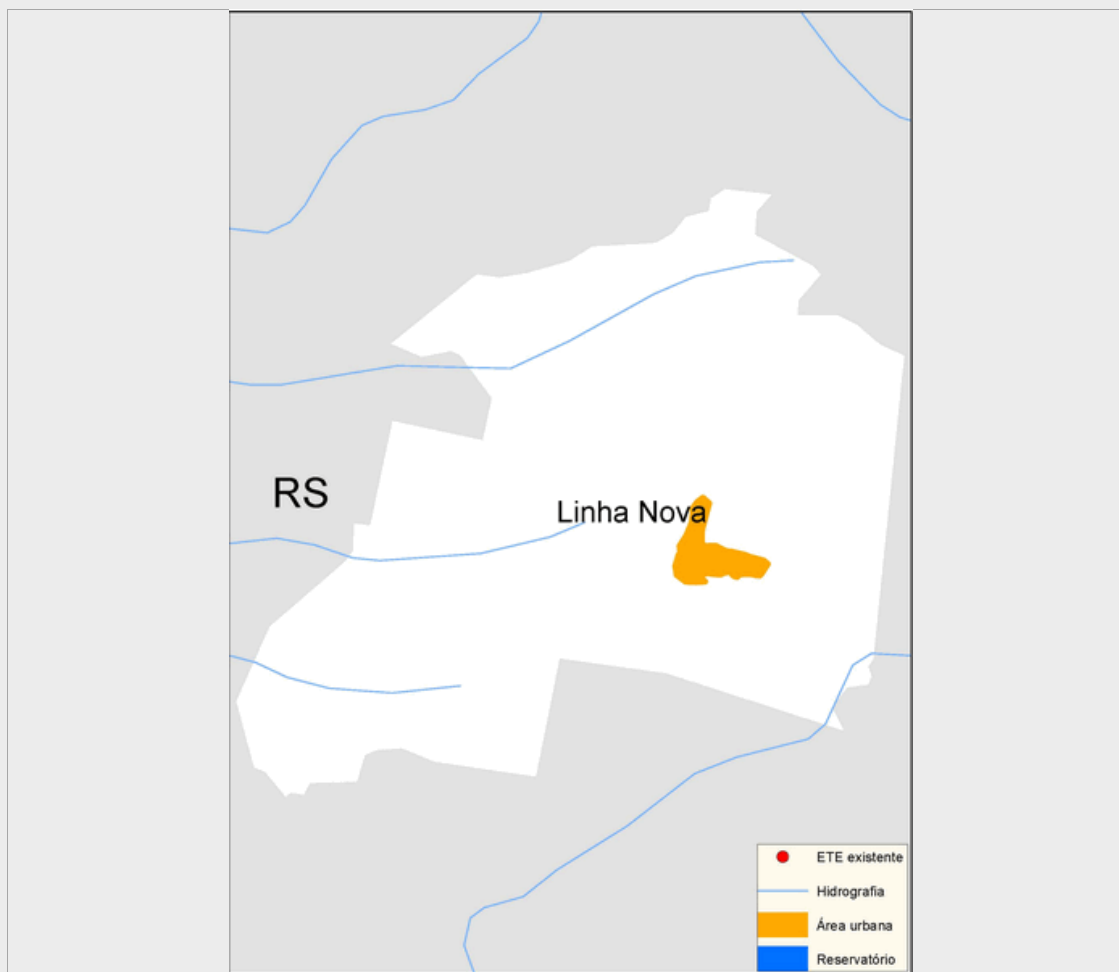 RS
Linha Nova
ETE existente
Hidrografia
Área urbana
Reservatório